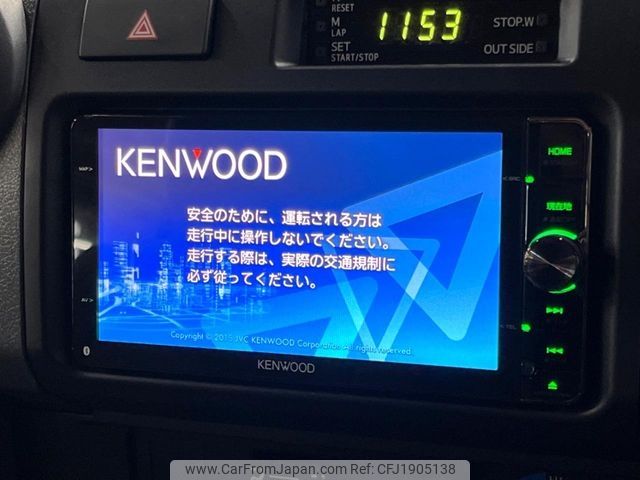 RESET
M
LAP
SET
START/STOP
1153
STOP.W
OUT SIDE
MAP>
KENWOOD
安全のために、運転される方は
走行中に操作しないでください。
走行する際は、実際の交通規制に
必ず従ってください。
Copyright © 2015 JVC KENWOOD Corporation All rights reserved
AV>
KENWOOD
HOME
SRC
現在地
TEL
www.CarFromJapan.com - CFJ1905138